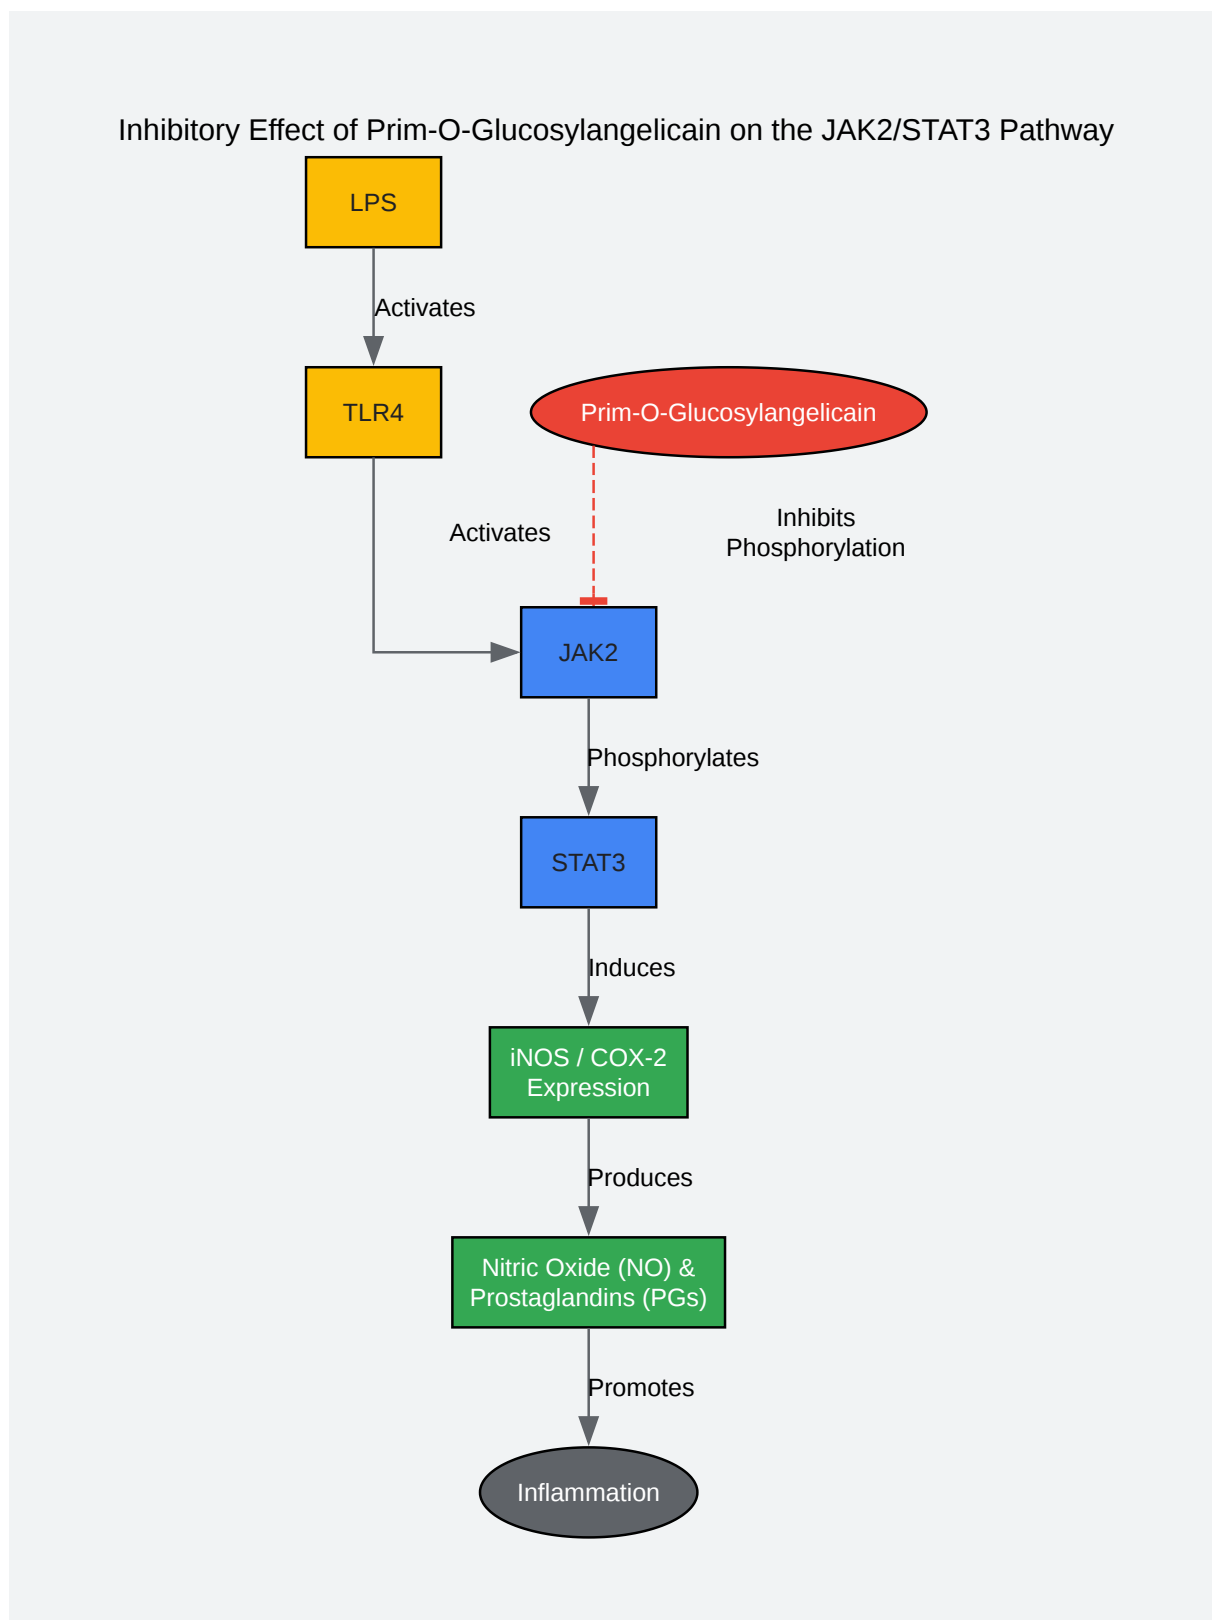 Inhibitory Effect of Prim-O-Glucosylangelicain on the JAK2/STAT3 Pathway
LPS
Activates
TLR4
Prim-O-Glucosylangelicain
Activates
Inhibits
Phosphorylation
JAK2
Phosphorylates
STAT3
Induces
iNOS / COX-2
Expression
Produces
Nitric Oxide (NO) &
Prostaglandins (PGs)
Promotes
Inflammation